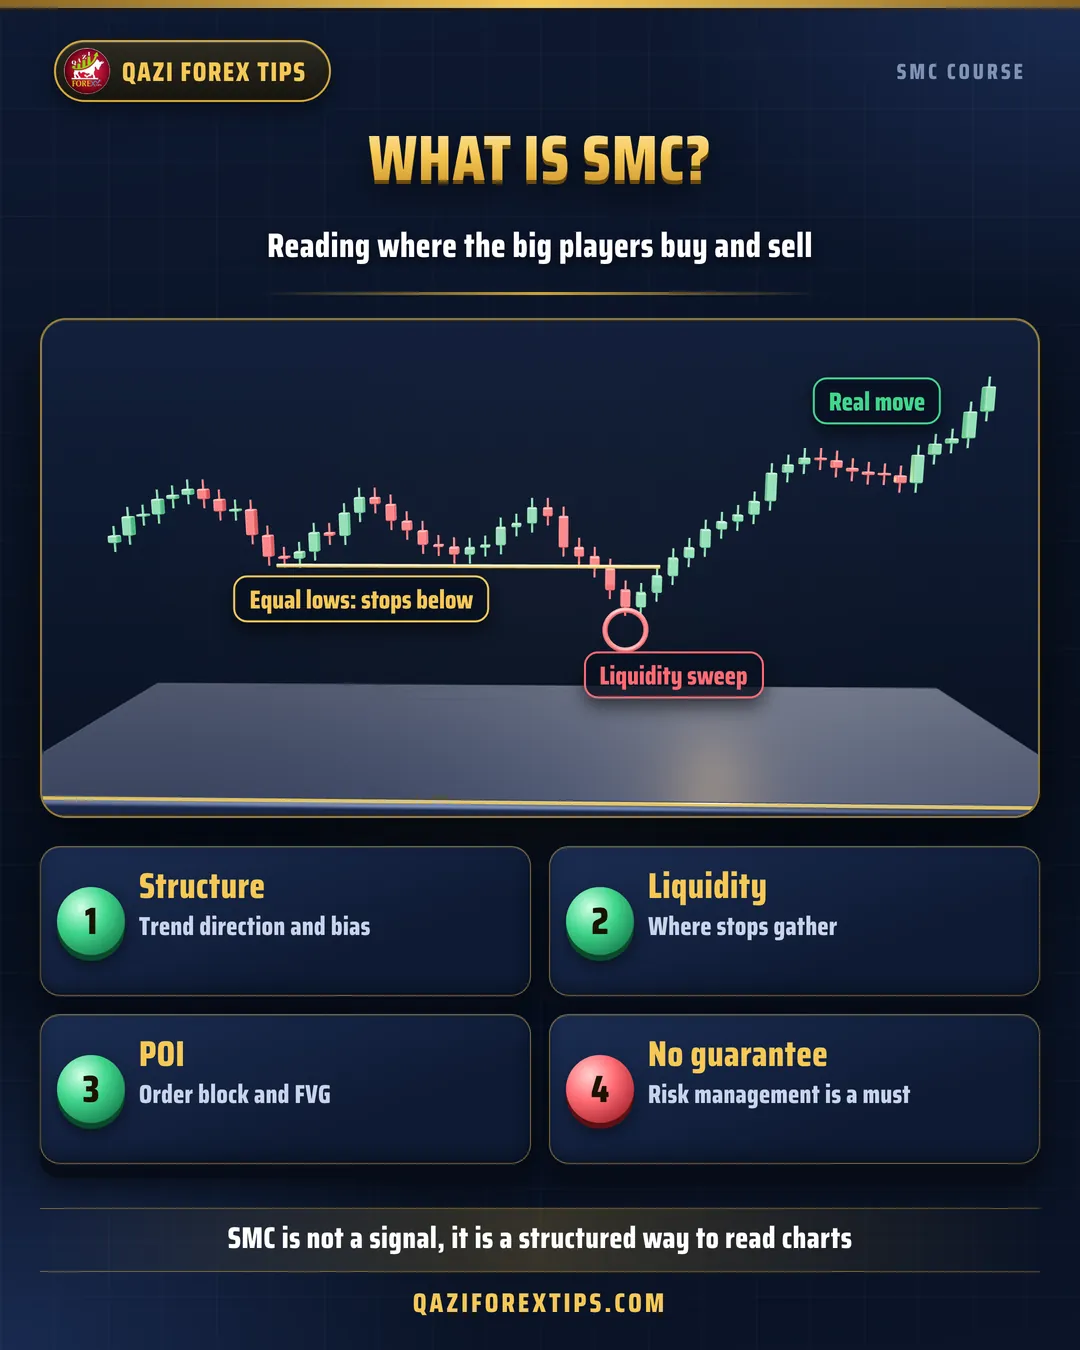 QAZI
FOREX
QAZI FOREX TIPS
SMC COURSE
WHAT IS SMC?
Reading where the big players buy and sell
Real move
Equal lows: stops below
Liquidity sweep
1
Structure
Trend direction and bias
2
Liquidity
Where stops gather
3
POI
Order block and FVG
4
No guarantee
Risk management is a must
SMC is not a signal, it is a structured way to read charts
QAZIFOREXTIPS.COM